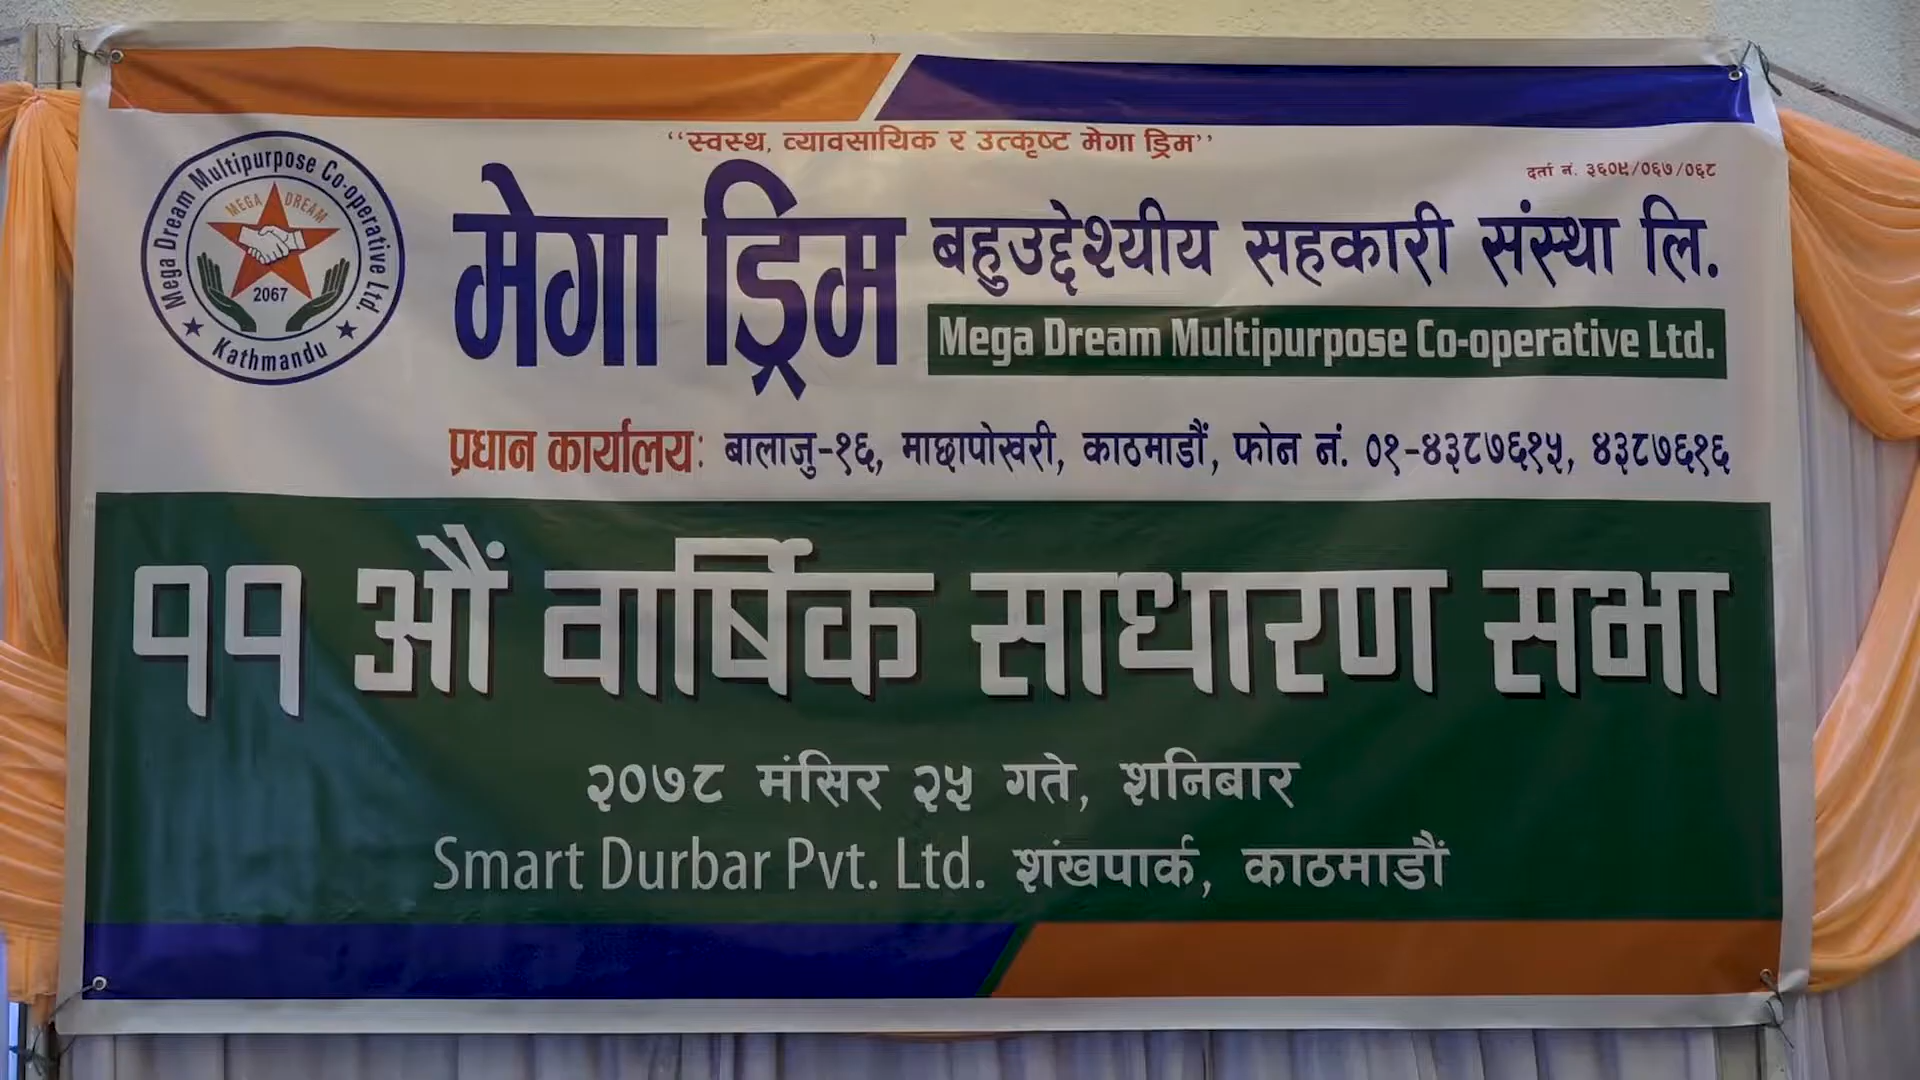 “स्वस्थ, व्यावसायिक र उत्कृष्ट मेगा ड्रिम”
दर्ता नं. ३६०९/०६७/०६८
Mega Dream Multipurpose Co-operative Ltd.
MEGA DREAM
2067
Kathmandu
मेगा ड्रिम बहुउद्देश्यीय सहकारी संस्था लि.
Mega Dream Multipurpose Co-operative Ltd.
प्रधान कार्यालय: बालाजु-१६, माछापोखरी, काठमाडौं, फोन नं. ०१-४३८७६१५, ४३८७६१६
११ औं वार्षिक साधारण सभा
२०७८ मंसिर २५ गते, शनिबार
Smart Durbar Pvt. Ltd. शंखपार्क, काठमाडौं